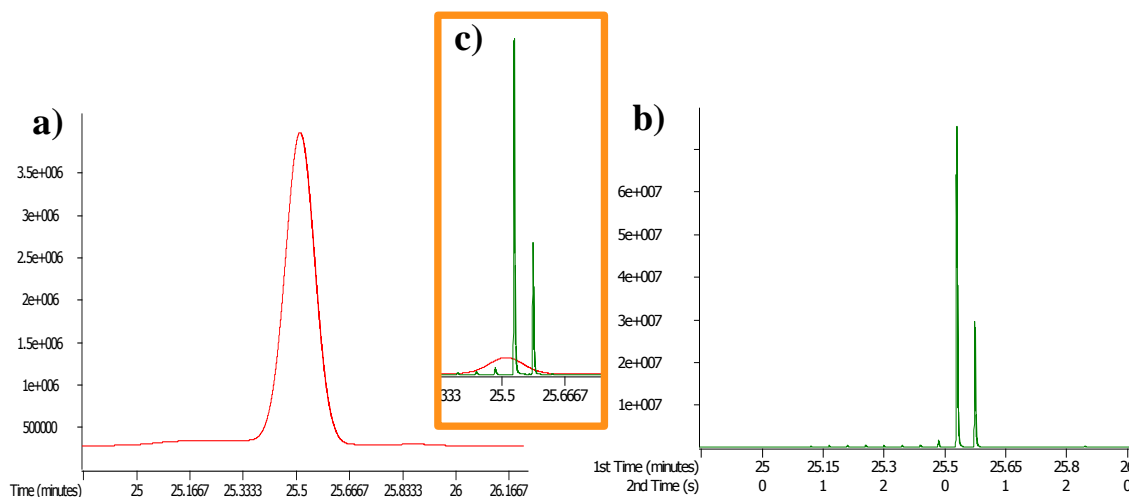 a)
3.5e+006
3e+006
2.5e+006
2e+006
1.5e+006
1e+006
500000
Time (minutes) 25 25.1667 25.3333 25.5 25.6667 25.8333 26 26.1667
c)
333 25.5 25.6667
b)
6e+007
5e+007
4e+007
3e+007
2e+007
1e+007
1st Time (minutes) 25 25.15 25.3 25.5 25.65 25.8 26
2nd Time (s) 0 1 2 0 1 2 0